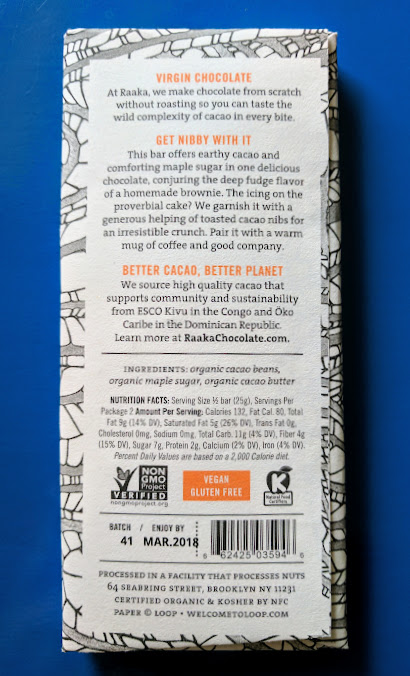 VIRGIN CHOCOLATE
At Raaka, we make chocolate from scratch
without roasting so you can taste the
wild complexity of cacao in every bite.
GET NIBBY WITH IT
This bar offers earthy cacao and
comforting maple sugar in one delicious
chocolate, conjuring the deep fudge flavor
of a homemade brownie. The icing on the
proverbial cake? We garnish it with a
generous helping of toasted cacao nibs for
an irresistible crunch. Pair it with a warm
mug of coffee and good company.
BETTER CACAO, BETTER PLANET
We source high quality cacao that
supports community and sustainability
from ESCO Kivu in the Congo and Öko
Caribe in the Dominican Republic.
Learn more at RaakaChocolate.com.
INGREDIENTS: organic cacao beans,
organic maple sugar, organic cacao butter
NUTRITION FACTS: Serving Size ½ bar (25g), Servings Per
Package 2 Amount Per Serving: Calories 132, Fat Cal. 80, Total
Fat 9g (14% DV), Saturated Fat 5g (26% DV), Trans Fat 0g,
Cholesterol 0mg, Sodium 0mg, Total Carb. 11g (4% DV), Fiber 4g
(15% DV), Sugar 7g, Protein 2g, Calcium (2% DV), Iron (4% DV).
Percent Daily Values are based on a 2,000 Calorie diet.
NON
GMO
Project
VERIFIED
nongmoproject.org
VEGAN
GLUTEN FREE
K
Natural Food
Certifiers
BATCH / ENJOY BY
41 MAR.2018
5 62425 03594 6
PROCESSED IN A FACILITY THAT PROCESSES NUTS
64 SEABRING STREET, BROOKLYN NY 11231
CERTIFIED ORGANIC & KOSHER BY NFC
PAPER © LOOP • WELCOMETOLOOP.COM